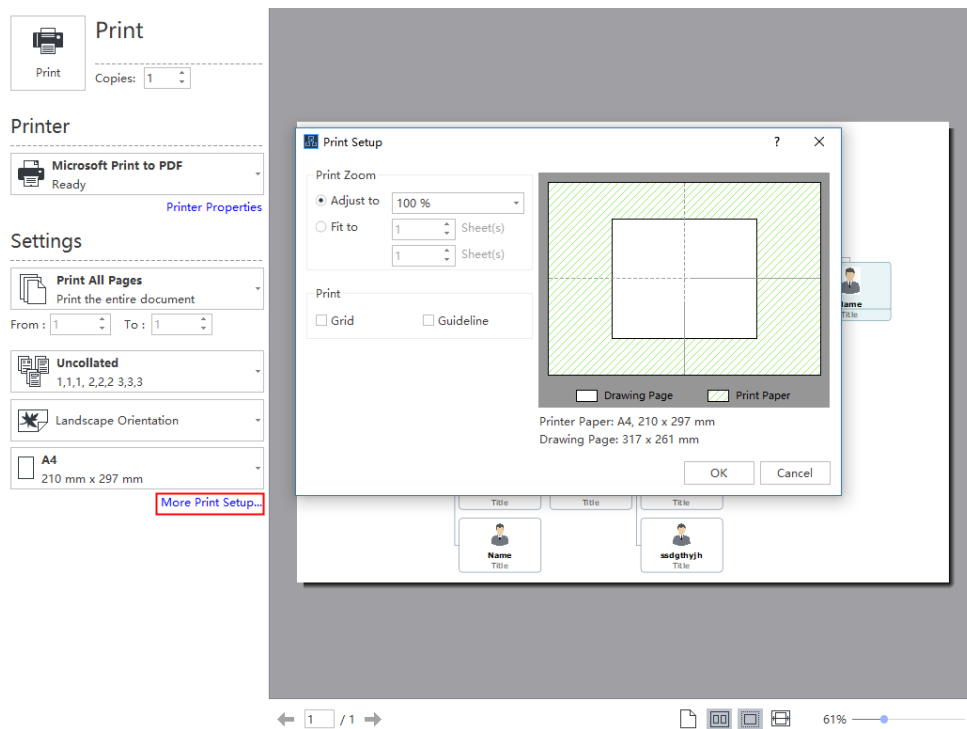 Print
Print
Copies: 1
Printer
Microsoft Print to PDF
Ready
Printer Properties
Settings
Print All Pages
Print the entire document
From : 1 To : 1
Uncollated
1,1,1, 2,2,2 3,3,3
Landscape Orientation
A4
210 mm x 297 mm
More Print Setup...
Print Setup
?
Print Zoom
Adjust to 100 %
Fit to 1 Sheet(s)
1 Sheet(s)
Print
Grid Guideline
Drawing Page Print Paper
Printer Paper: A4, 210 x 297 mm
Drawing Page: 317 x 261 mm
OK Cancel
Name
Title
Title Title Title
Name
Title
ssdgthyjh
Title
1 / 1
61%